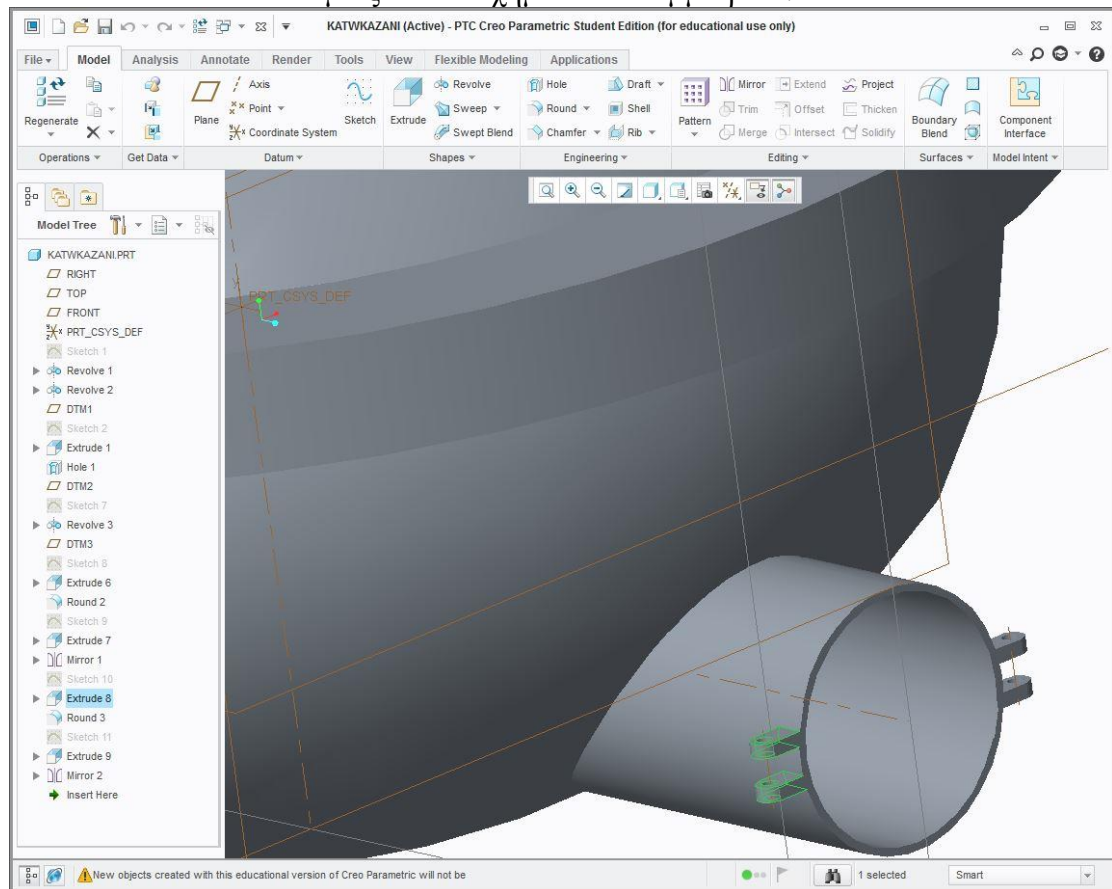 KATWKAZANI (Active) - PTC Creo Parametric Student Edition (for educational use only)
File Model Analysis Annotate Render Tools View Flexible Modeling Applications
Regenerate
Plane
Axis
Point
Coordinate System
Sketch
Extrude
Revolve
Sweep
Swept Blend
Hole
Round
Chamfer
Draft
Shell
Rib
Pattern
Mirror Extend Project
Trim Offset Thicken
Merge Intersect Solidify
Boundary
Blend
Component
Interface
Operations Get Data Datum Shapes Engineering Editing Surfaces Model Intent
Model Tree
KATWKAZANI.PRT
RIGHT
TOP
FRONT
PRT_CSYS_DEF
Sketch 1
Revolve 1
Revolve 2
DTM1
Sketch 2
Extrude 1
Hole 1
DTM2
Sketch 7
Revolve 3
DTM3
Sketch 8
Extrude 6
Round 2
Sketch 9
Extrude 7
Mirror 1
Sketch 10
Extrude 8
Round 3
Sketch 11
Extrude 9
Mirror 2
Insert Here
PRT_CSYS_DEF
New objects created with this educational version of Creo Parametric will not be
1 selected
Smart